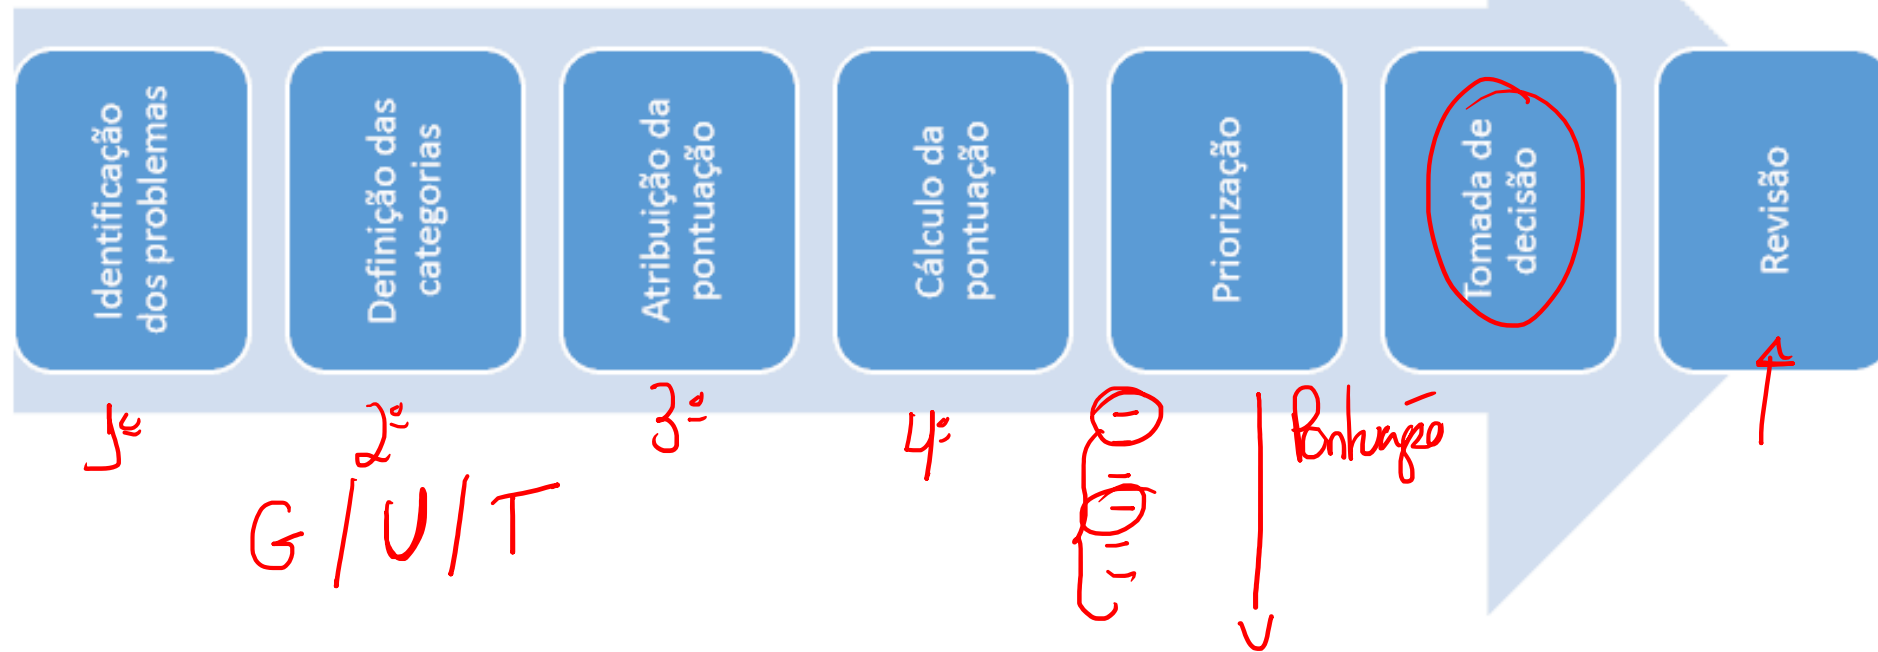 Identificação
dos problemas
Definição das
categorias
Atribuição da
pontuação
Cálculo da
pontuação
Priorização
Tomada de
decisão
Revisão
1º
2º
3º
4º
Pontuação
G/U/T